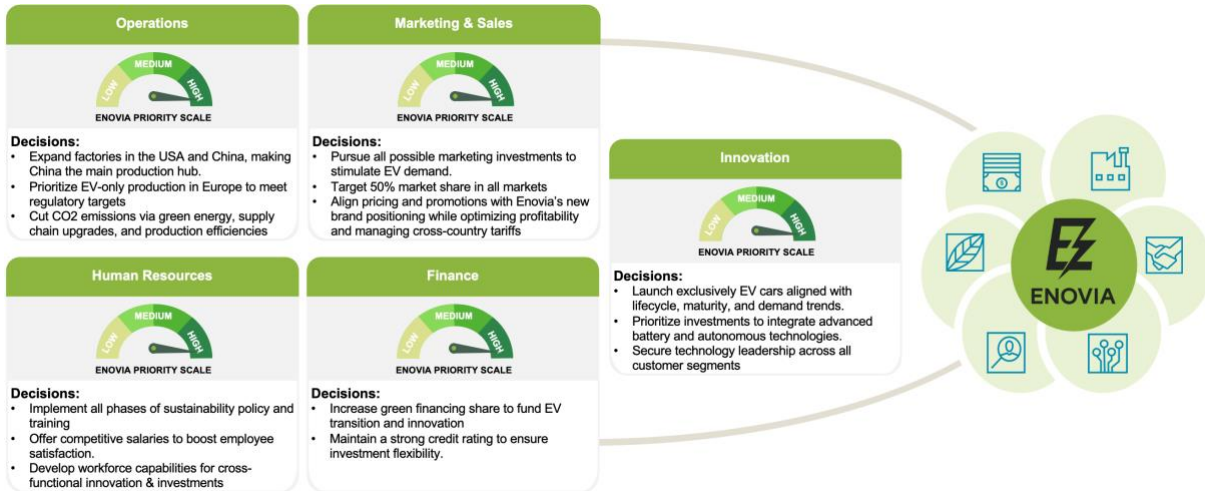 Operations
LOW
MEDIUM
HIGH
ENOVIA PRIORITY SCALE
Decisions:
• Expand factories in the USA and China, making
China the main production hub.
• Prioritize EV-only production in Europe to meet
regulatory targets
• Cut CO2 emissions via green energy, supply
chain upgrades, and production efficiencies
Marketing & Sales
LOW
MEDIUM
HIGH
ENOVIA PRIORITY SCALE
Decisions:
• Pursue all possible marketing investments to
stimulate EV demand.
• Target 50% market share in all markets
• Align pricing and promotions with Enovia's new
brand positioning while optimizing profitability
and managing cross-country tariffs
Human Resources
LOW
MEDIUM
HIGH
ENOVIA PRIORITY SCALE
Decisions:
• Implement all phases of sustainability policy and
training
• Offer competitive salaries to boost employee
satisfaction.
• Develop workforce capabilities for cross-
functional innovation & investments
Finance
LOW
MEDIUM
HIGH
ENOVIA PRIORITY SCALE
Decisions:
• Increase green financing share to fund EV
transition and innovation
• Maintain a strong credit rating to ensure
investment flexibility.
Innovation
LOW
MEDIUM
HIGH
ENOVIA PRIORITY SCALE
Decisions:
• Launch exclusively EV cars aligned with
lifecycle, maturity, and demand trends.
• Prioritize investments to integrate advanced
battery and autonomous technologies.
• Secure technology leadership across all
customer segments
ENOVIA